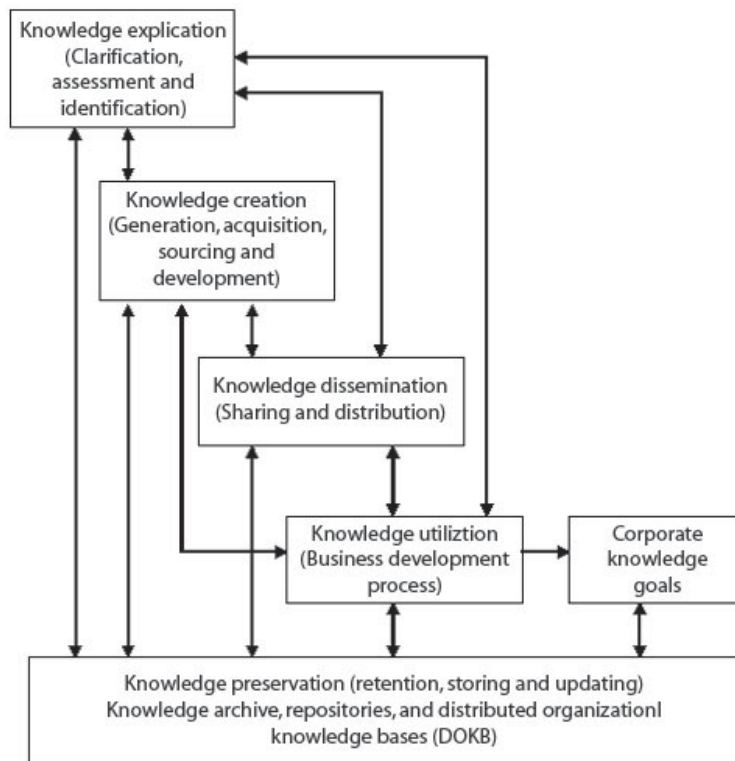 Knowledge explication
(Clarification,
assessment and
identification)
Knowledge creation
(Generation, acquisition,
sourcing and
development)
Knowledge dissemination
(Sharing and distribution)
Knowledge utiliztion
(Business development
process)
Corporate
knowledge
goals
Knowledge preservation (retention, storing and updating)
Knowledge archive, repositories, and distributed organizationl
knowledge bases (DOKB)